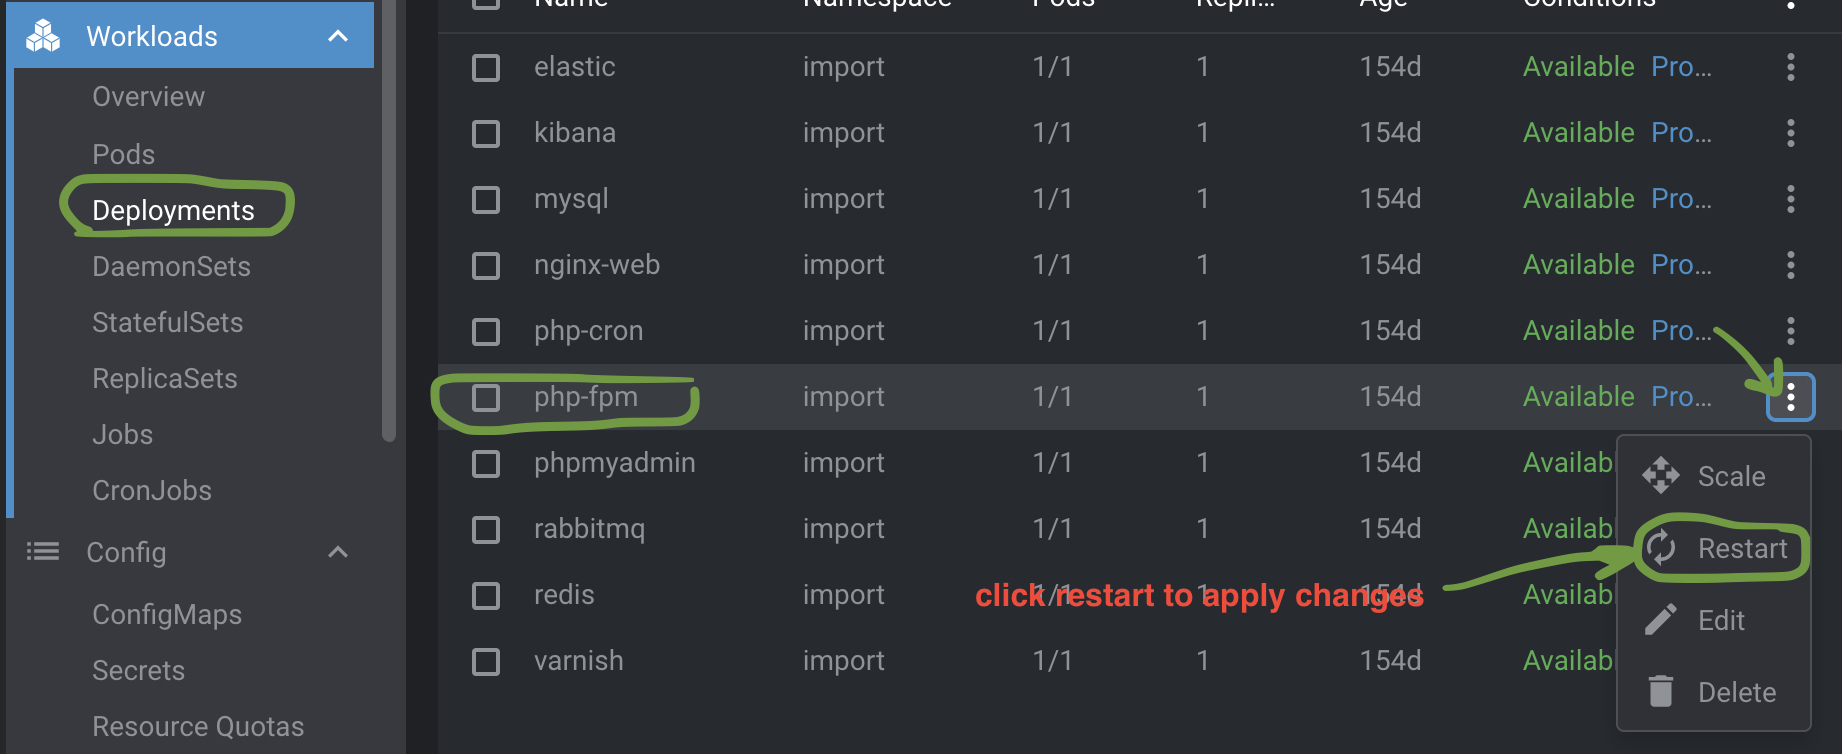 Workloads
Overview
Pods
Deployments
DaemonSets
StatefulSets
ReplicaSets
Jobs
CronJobs
Config
ConfigMaps
Secrets
Resource Quotas
Name Namespace Pods Repli... Age Conditions
elastic import 1/1 1 154d Available Pro...
kibana import 1/1 1 154d Available Pro...
mysql import 1/1 1 154d Available Pro...
nginx-web import 1/1 1 154d Available Pro...
php-cron import 1/1 1 154d Available Pro...
php-fpm import 1/1 1 154d Available Pro...
phpmyadmin import 1/1 1 154d Availab
rabbitmq import 1/1 1 154d Availab
redis import 1/1 1 154d Availab
click restart to apply changes
varnish import 1/1 1 154d Availab
Scale
Restart
Edit
Delete